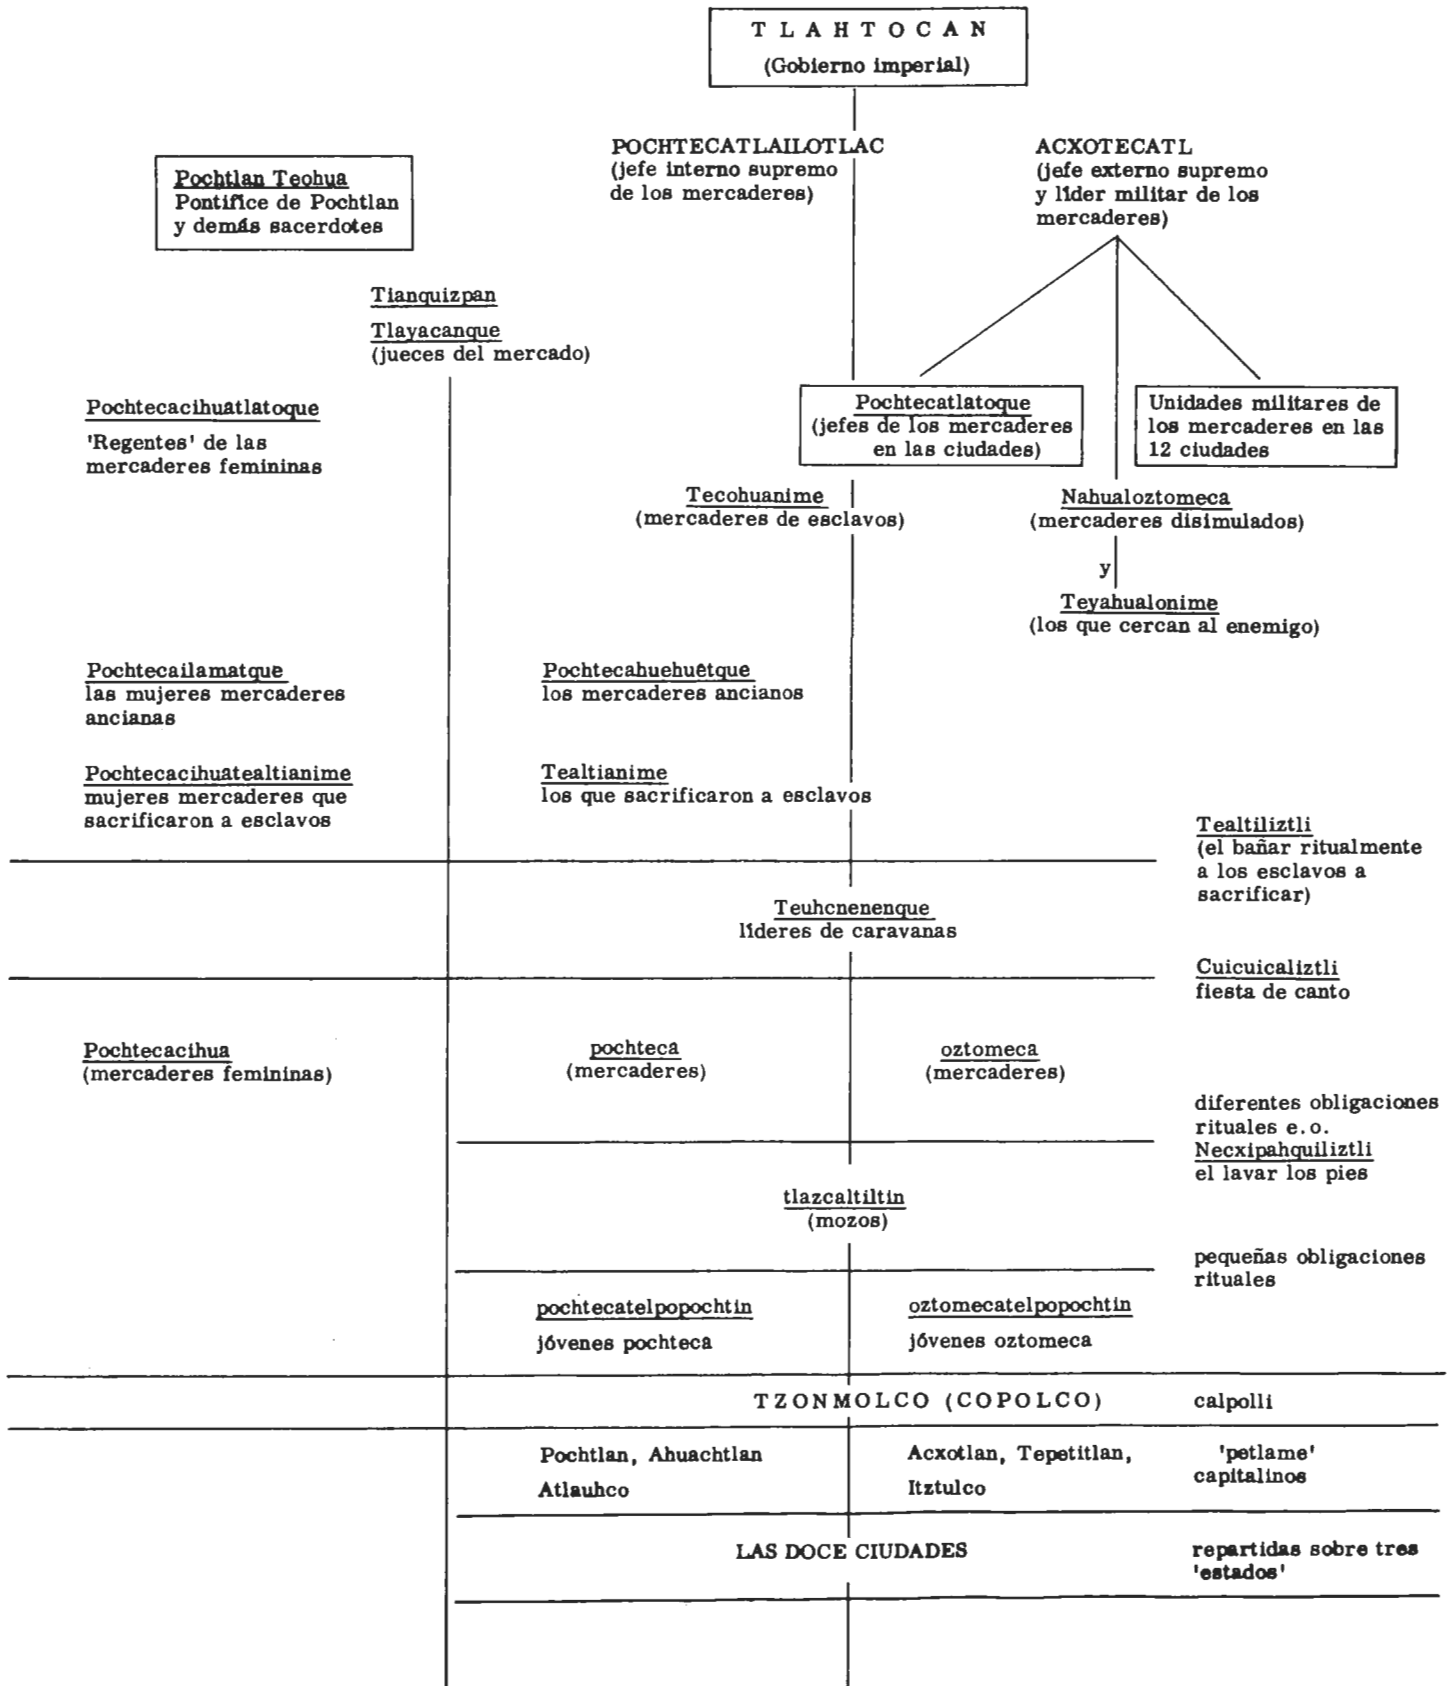 TLAHTOCAN
(Gobierno imperial)
POCHTECATLAILOTLAC
(jefe interno supremo
de los mercaderes)
ACXOTECATL
(jefe externo supremo
y líder militar de los
mercaderes)
Pochtlan Teohua
Pontifice de Pochtlan
y demás sacerdotes
Tianquizpan
Tlayacanque
(jueces del mercado)
Pochtecacihuatlatoque
'Regentes' de las
mercaderes femininas
Pochtecatlatoque
(jefes de los mercaderes
en las ciudades)
Unidades militares de
los mercaderes en las
12 ciudades
Tecohuanime
(mercaderes de esclavos)
Nahualoztomeca
(mercaderes disimulados)
y
Teyahualonime
(los que cercan al enemigo)
Pochtecailamatque
las mujeres mercaderes
ancianas
Pochtecahuehuetque
los mercaderes ancianos
Pochtecacihuatealtianime
mujeres mercaderes que
sacrificaron a esclavos
Tealtianime
los que sacrificaron a esclavos
Tealtiliztli
(el bañar ritualmente
a los esclavos a
sacrificar)
Teuhcnenenque
líderes de caravanas
Cuicuicaliztli
fiesta de canto
Pochtecacihua
(mercaderes femininas)
pochteca
(mercaderes)
oztomeca
(mercaderes)
diferentes obligaciones
rituales e.o.
Necxipahquiliztli
el lavar los pies
tlazcaltiltin
(mozos)
pequeñas obligaciones
rituales
pochtecatelpopochtin
jóvenes pochteca
oztomecatelpopochtin
jóvenes oztomeca
TZONMOLCO (COPOLCO)
calpolli
Pochtlan, Ahuachtlan
Atlauhco
Acxotlan, Tepetitlan,
Itztulco
'petlame'
capitalinos
LAS DOCE CIUDADES
repartidas sobre tres
'estados'